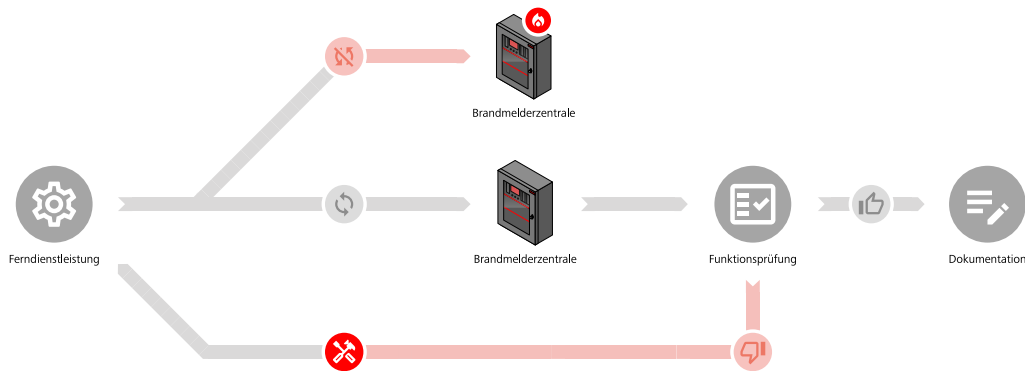 Brandmelderzentrale
Ferndienstleistung
Brandmelderzentrale
Funktionsprüfung
Dokumentation